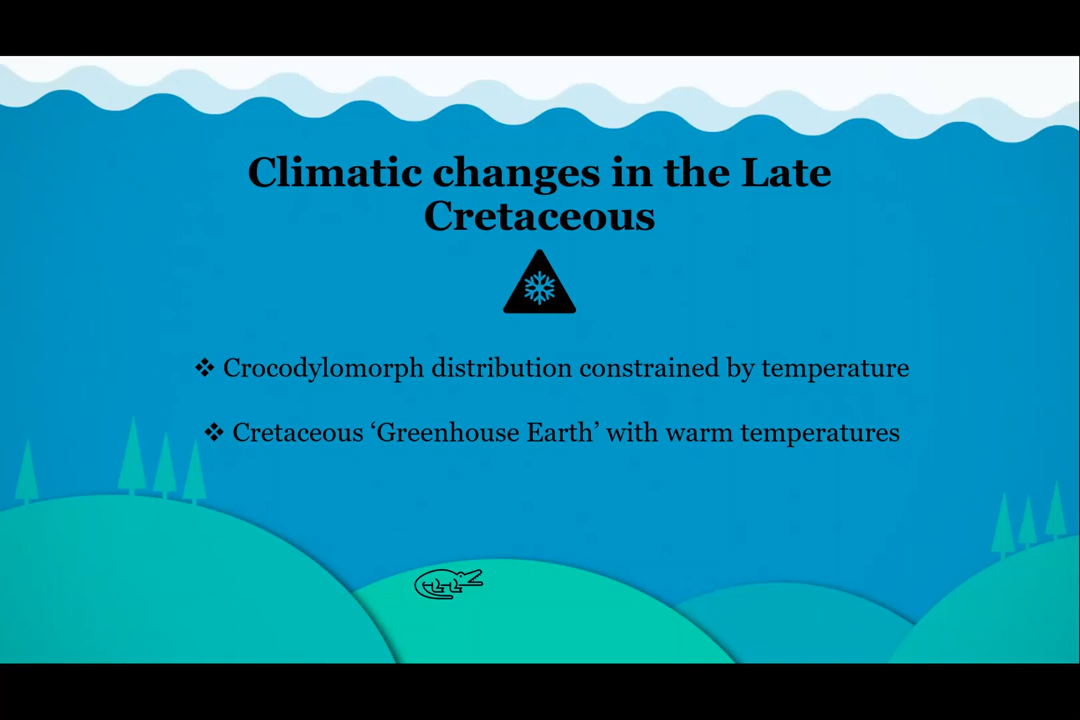 Climatic changes in the Late
Cretaceous
❖ Crocodylomorph distribution constrained by temperature
❖ Cretaceous ‘Greenhouse Earth’ with warm temperatures